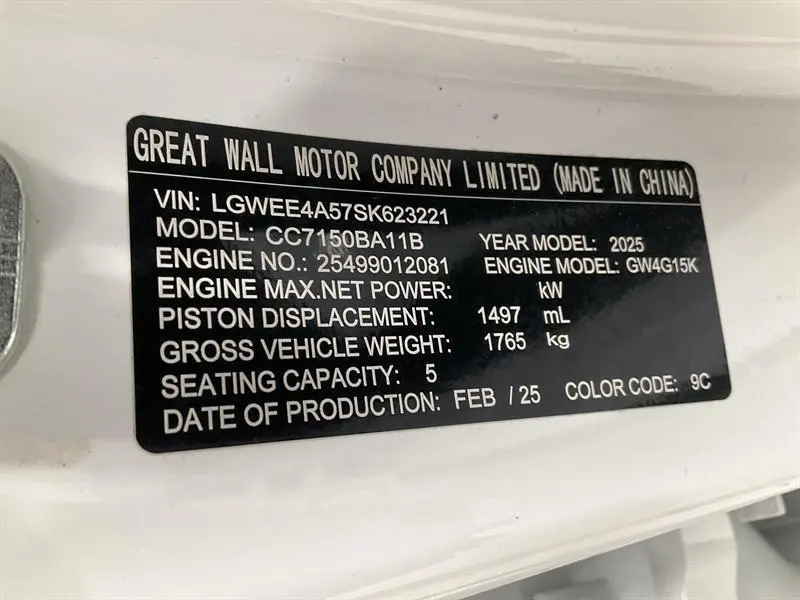 GREAT WALL MOTOR COMPANY LIMITED (MADE IN CHINA)
VIN: LGWEE4A57SK623221
MODEL: CC7150BA11B YEAR MODEL: 2025
ENGINE NO.: 25499012081 ENGINE MODEL: GW4G15K
ENGINE MAX.NET POWER: kW
PISTON DISPLACEMENT: 1497 mL
GROSS VEHICLE WEIGHT: 1765 kg
SEATING CAPACITY: 5
DATE OF PRODUCTION: FEB / 25 COLOR CODE: 9C